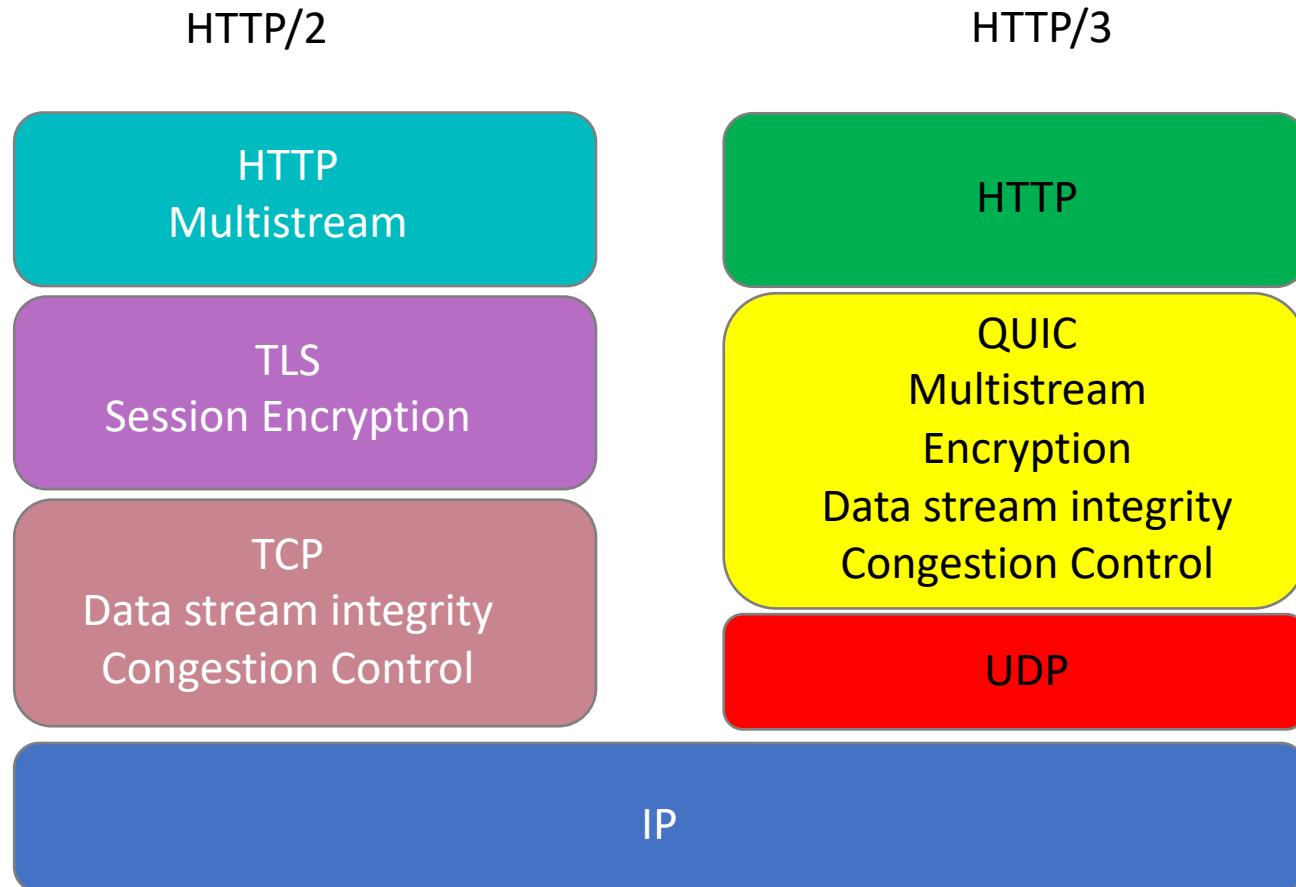 HTTP/2
HTTP
Multistream
TLS
Session Encryption
TCP
Data stream integrity
Congestion Control
HTTP/3
HTTP
QUIC
Multistream
Encryption
Data stream integrity
Congestion Control
UDP
IP